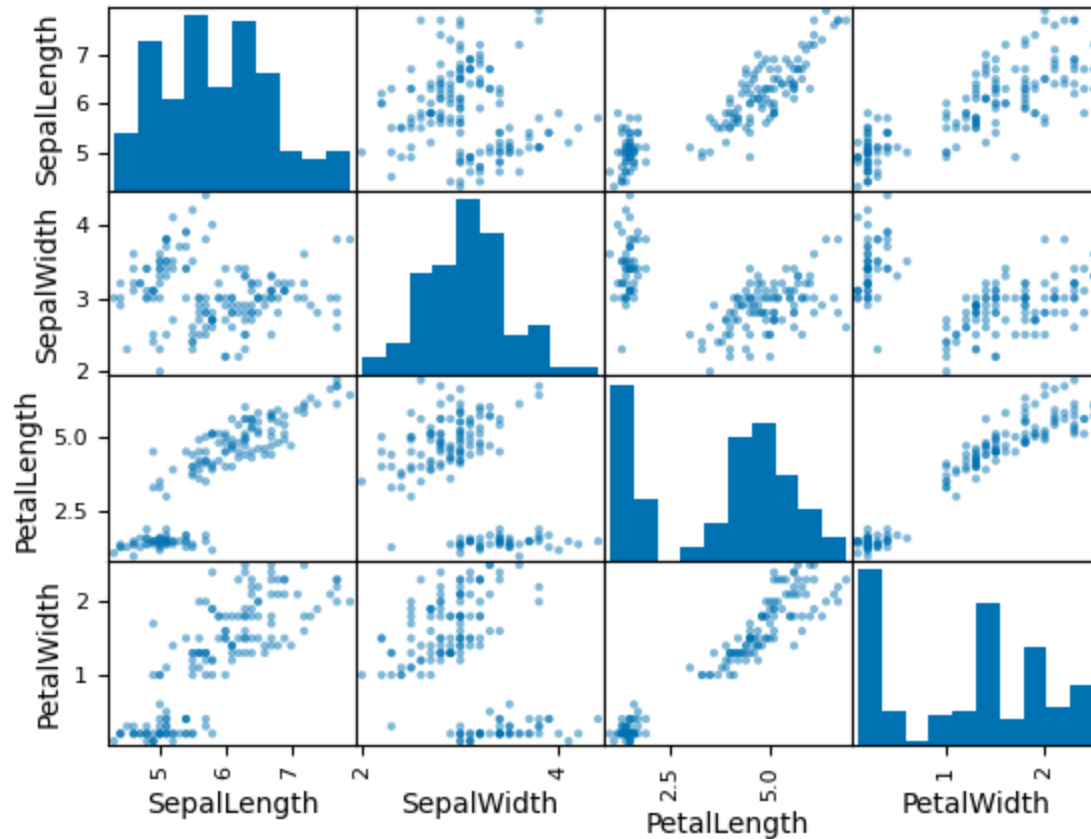 SepalLength
7
6
5
SepalWidth
4
3
2
PetalLength
5.0
2.5
PetalWidth
2
1
5 6 7 2 4 2.5 5.0 1 2
SepalLength SepalWidth PetalLength PetalWidth